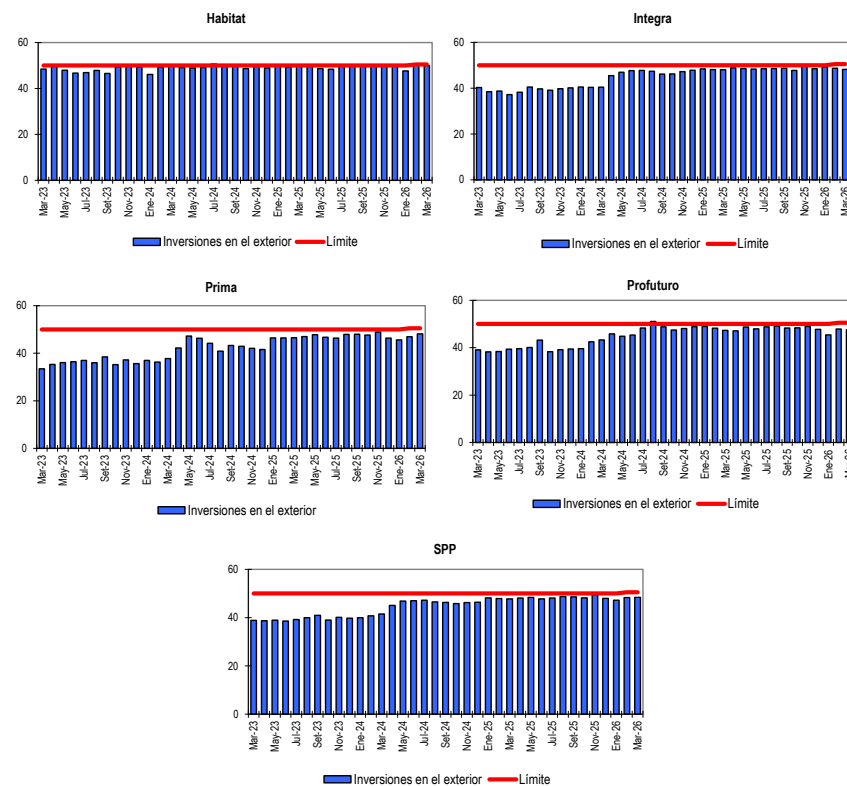 Habitat
60
40
20
0
Mar-23
May-23
Jul-23
Set-23
Nov-23
Ene-24
Mar-24
May-24
Jul-24
Set-24
Nov-24
Ene-25
Mar-25
May-25
Jul-25
Set-25
Nov-25
Ene-26
Mar-26
Inversiones en el exterior
Límite
Integra
60
40
20
0
Mar-23
May-23
Jul-23
Set-23
Nov-23
Ene-24
Mar-24
May-24
Jul-24
Set-24
Nov-24
Ene-25
Mar-25
May-25
Jul-25
Set-25
Nov-25
Ene-26
Mar-26
Inversiones en el exterior
Límite
Prima
60
40
20
0
Mar-23
May-23
Jul-23
Set-23
Nov-23
Ene-24
Mar-24
May-24
Jul-24
Set-24
Nov-24
Ene-25
Mar-25
May-25
Jul-25
Set-25
Nov-25
Ene-26
Mar-26
Inversiones en el exterior
Profuturo
60
40
20
0
Mar-23
May-23
Jul-23
Set-23
Nov-23
Ene-24
Mar-24
May-24
Jul-24
Set-24
Nov-24
Ene-25
Mar-25
May-25
Jul-25
Set-25
Nov-25
Ene-26
Inversiones en el exterior
Límite
SPP
60
40
20
0
Mar-23
May-23
Jul-23
Set-23
Nov-23
Ene-24
Mar-24
May-24
Jul-24
Set-24
Nov-24
Ene-25
Mar-25
May-25
Jul-25
Set-25
Nov-25
Ene-26
Mar-26
Inversiones en el exterior
Límite